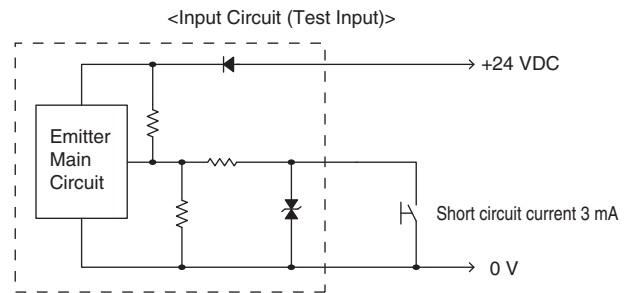 <Input Circuit (Test Input)>
+24 VDC
Emitter
Main
Circuit
Short circuit current 3 mA
0 V